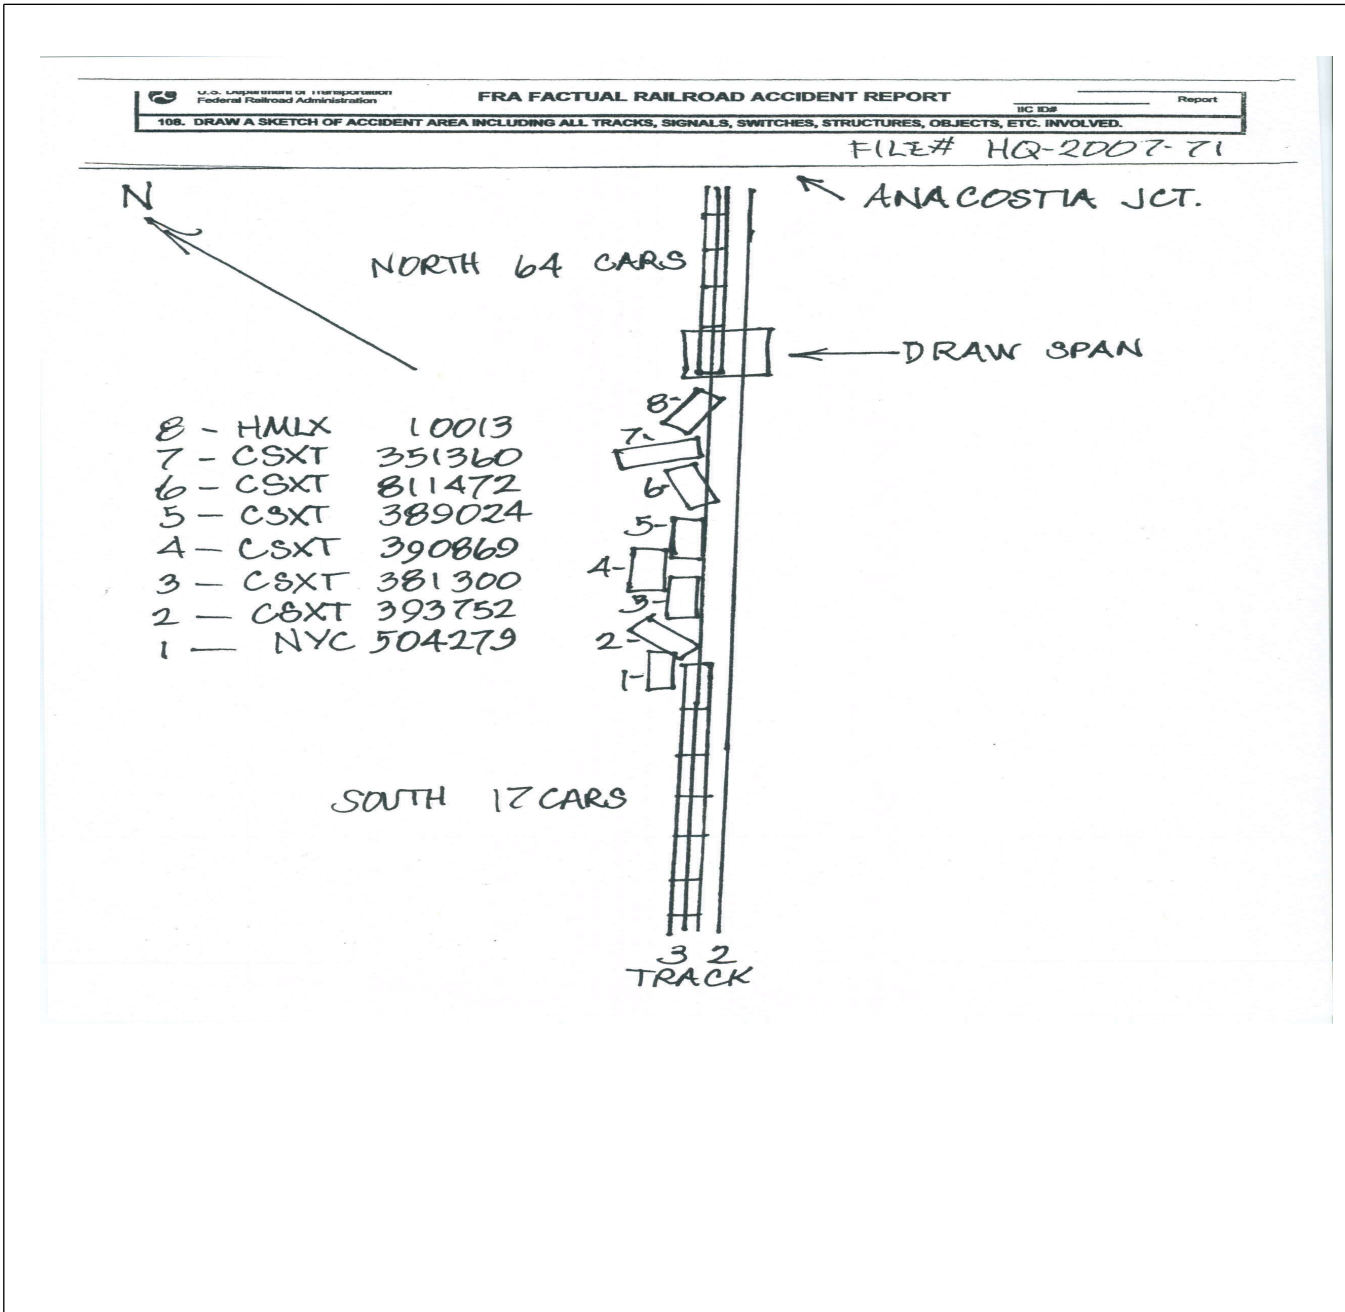 U.S. Department of Transportation
Federal Railroad Administration
FRA FACTUAL RAILROAD ACCIDENT REPORT
IIC ID# Report
108. DRAW A SKETCH OF ACCIDENT AREA INCLUDING ALL TRACKS, SIGNALS, SWITCHES, STRUCTURES, OBJECTS, ETC. INVOLVED.
FILE# HQ-2007-71
N
ANACOSTIA JCT.
NORTH 64 CARS
DRAW SPAN
8 - HMLX 10013
7 - CSXT 351360
6 - CSXT 811472
5 - CSXT 389024
4 - CSXT 390869
3 - CSXT 381300
2 - CSXT 393752
1 - NYC 504279
8-
7-
6-
5-
4-
3-
2-
1-
SOUTH 17 CARS
3 2
TRACK